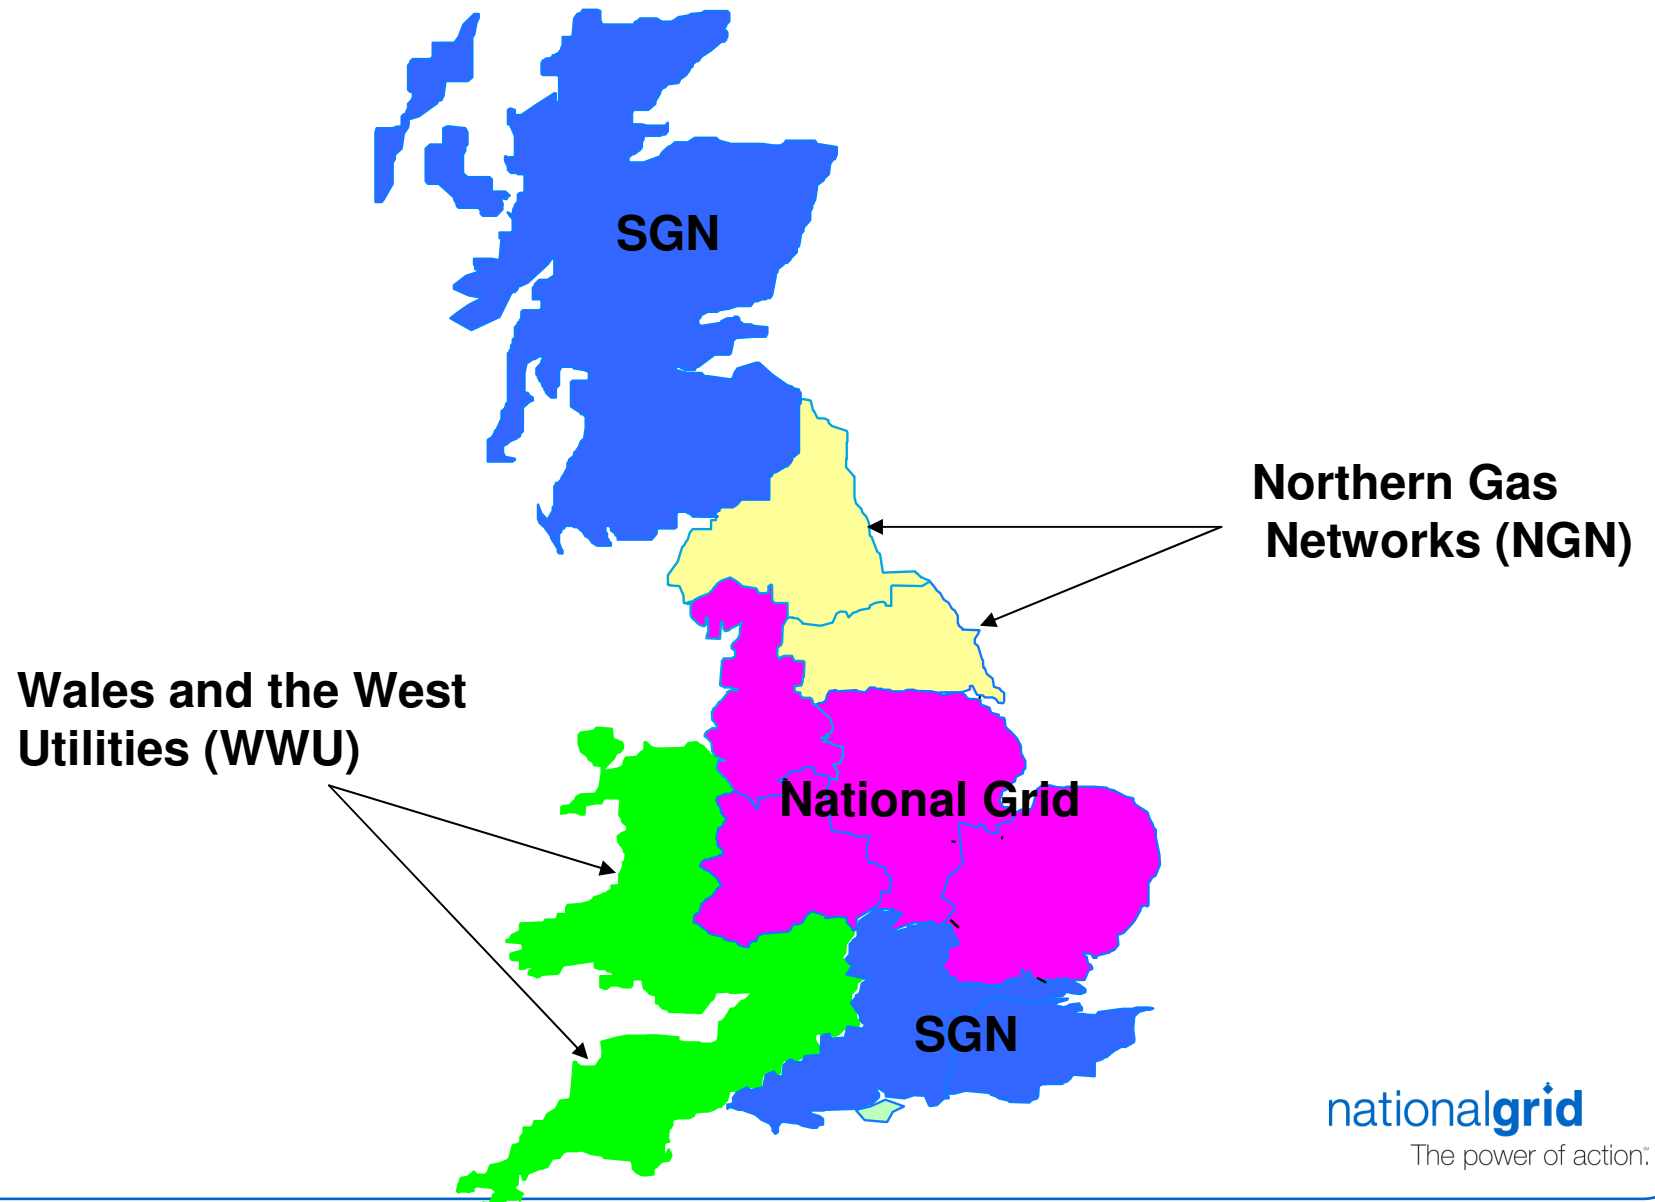 SGN
Northern Gas
Networks (NGN)
Wales and the West
Utilities (WWU)
National Grid
SGN
nationalgrid
The power of action.™